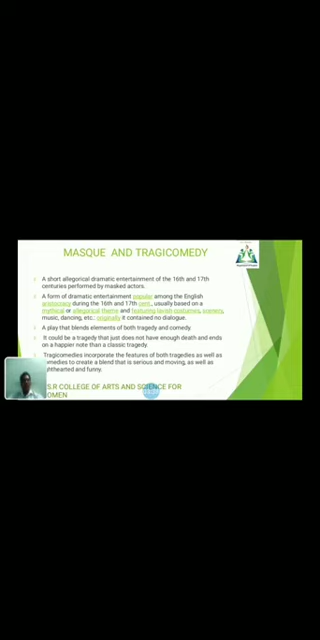 MASQUE AND TRAGICOMEDY
A short allegorical dramatic entertainment of the 16th and 17th
centuries performed by masked actors.
A form of dramatic entertainment popular among the English
aristocracy during the 16th and 17th cent., usually based on a
mythical or allegorical theme and featuring lavish costumes, scenery,
music, dancing, etc.: originally it contained no dialogue.
A play that blends elements of both tragedy and comedy
It could be a tragedy that just does not have enough death and ends
on a happier note than a classic tragedy.
Tragicomedies incorporate the features of both tragedies as well as
omedies to create a blend that is serious and moving, as well as
ghthearted and funny.
.S.R COLLEGE OF ARTS AND SCIENCE FOR
OMEN